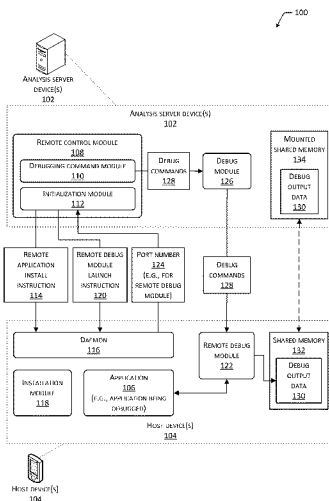 100
ANALYSIS SERVER
DEVICE(S)
102
ANALYSIS SERVER DEVICE(S)
102
REMOTE CONTROL MODULE
108
DEBUGGING COMMAND MODULE
110
INITIALIZATION MODULE
112
DEBUG
COMMANDS
128
DEBUG
MODULE
126
MOUNTED
SHARED MEMORY
134
DEBUG
OUTPUT
DATA
130
REMOTE
APPLICATION
INSTALL
INSTRUCTION
114
REMOTE DEBUG
MODULE
LAUNCH
INSTRUCTION
120
PORT NUMBER
124
(E.G., FOR
REMOTE DEBUG
MODULE)
DEBUG
COMMANDS
128
DAEMON
116
INSTALLATION
MODULE
118
APPLICATION
106
(E.G., APPLICATION BEING
DEBUGGED)
REMOTE DEBUG
MODULE
122
SHARED MEMORY
132
DEBUG
OUTPUT
DATA
130
HOST DEVICE(S)
104
HOST DEVICE(S)
104